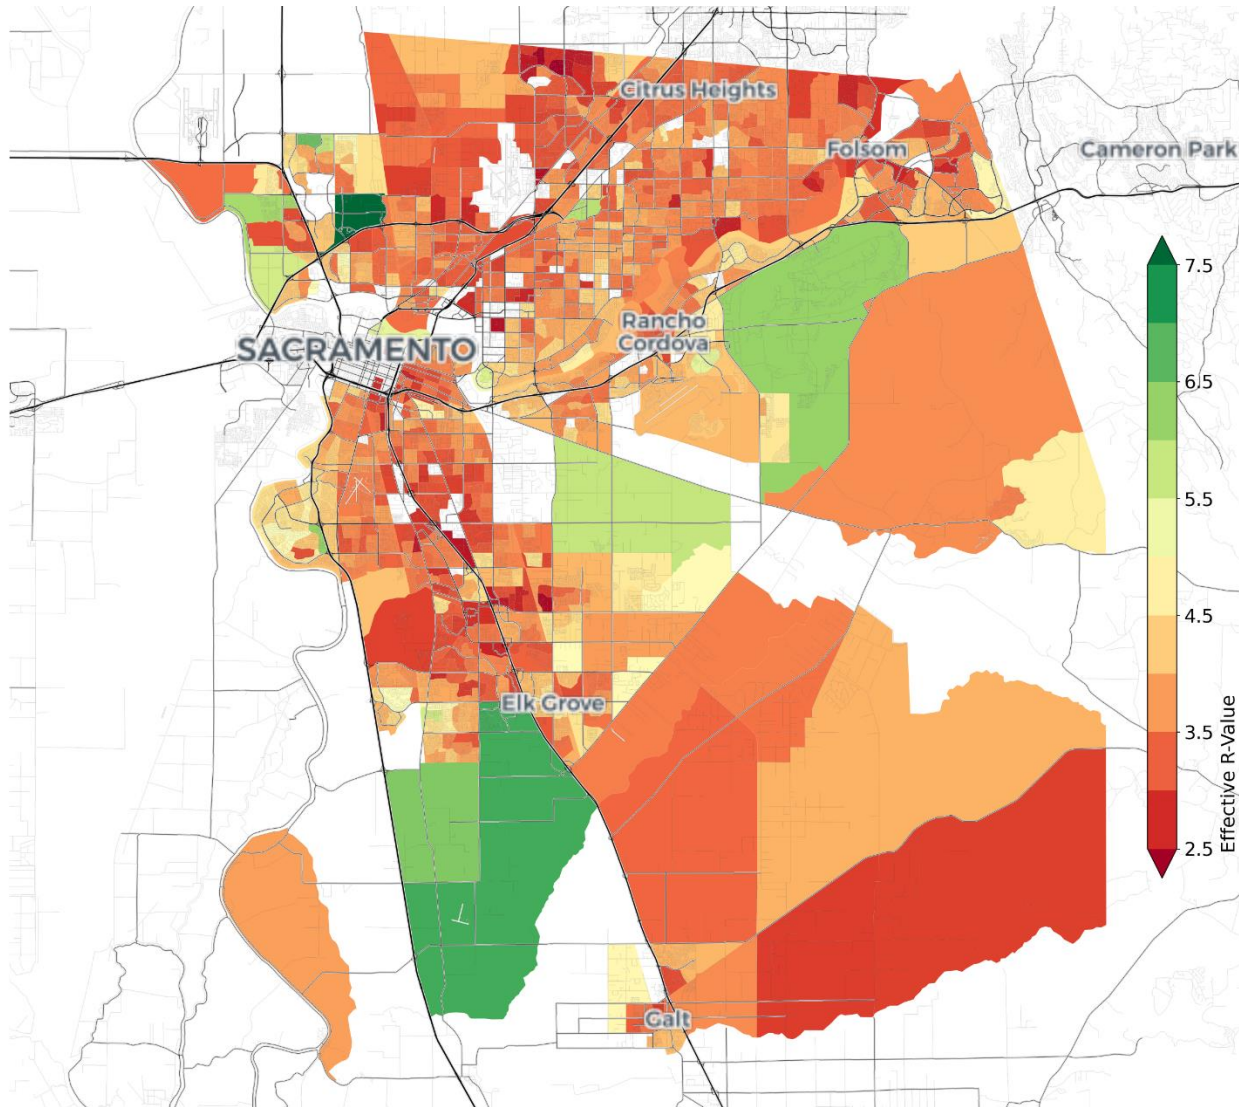 Citrus Heights
Folsom
Cameron Park
SACRAMENTO
Rancho
Cordova
Elk Grove
Galt
7.5
6.5
5.5
4.5
3.5
2.5
Effective R-Value